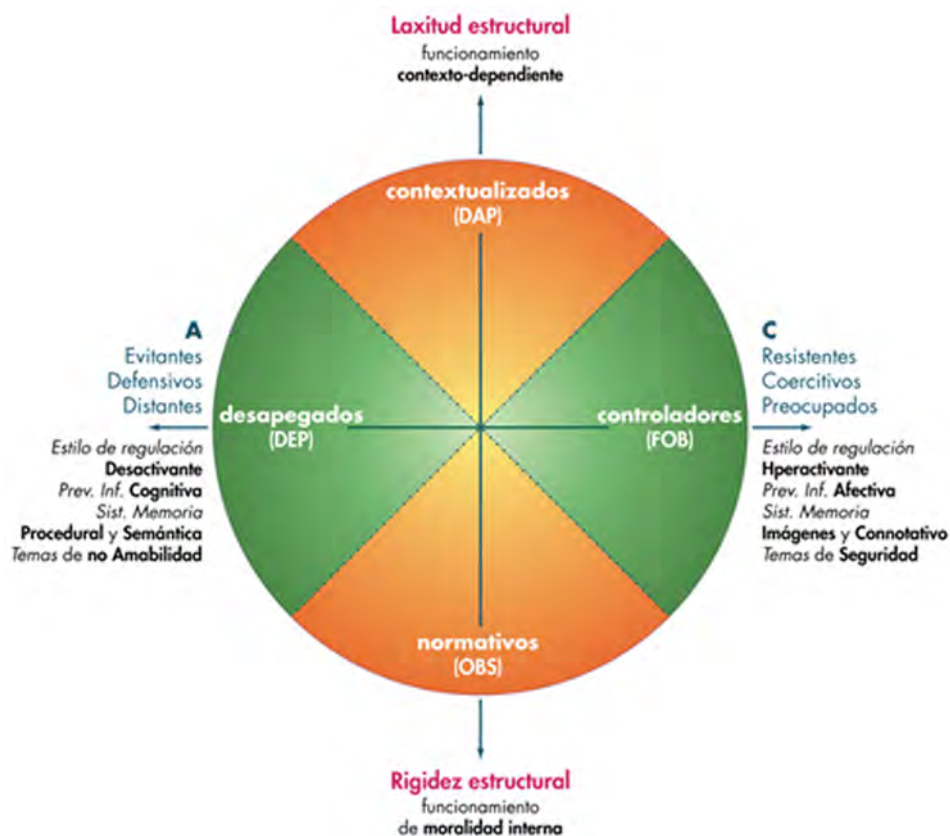 Laxitud estructural
funcionamiento
contexto-dependiente
contextualizados
(DAP)
A
Evitantes
Defensivos
Distantes
Estilo de regulación
Desactivante
Prev. Inf. Cognitiva
Sist. Memoria
Procedural y Semántica
Temas de no Amabilidad
desapegados
(DEP)
controladores
(FOB)
C
Resistentes
Coercitivos
Preocupados
Estilo de regulación
Hperactivante
Prev. Inf. Afectiva
Sist. Memoria
Imágenes y Connotativo
Temas de Seguridad
normativos
(OBS)
Rigidez estructural
funcionamiento
de moralidad interna